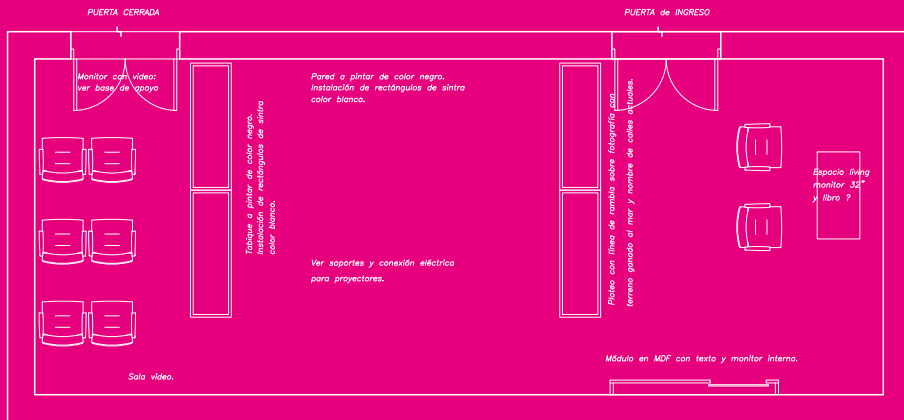 PUERTA CERRADA
PUERTA de INGRESO
Monitor con video:
ver base de apoyo
Pared a pintar de color negro.
Instalación de rectángulos de sintra
color blanco.
Tabique a pintar de color negro.
Instalación de rectángulos de sintra
color blanco.
Ploteo con línea de rambla sobre fotografía con
terreno ganado al mar y nombre de calles actuales.
Espacio living
monitor 32"
y libro ?
Ver soportes y conexión eléctrica
para proyectores.
Módulo en MDF con texto y monitor interno.
Sala video.